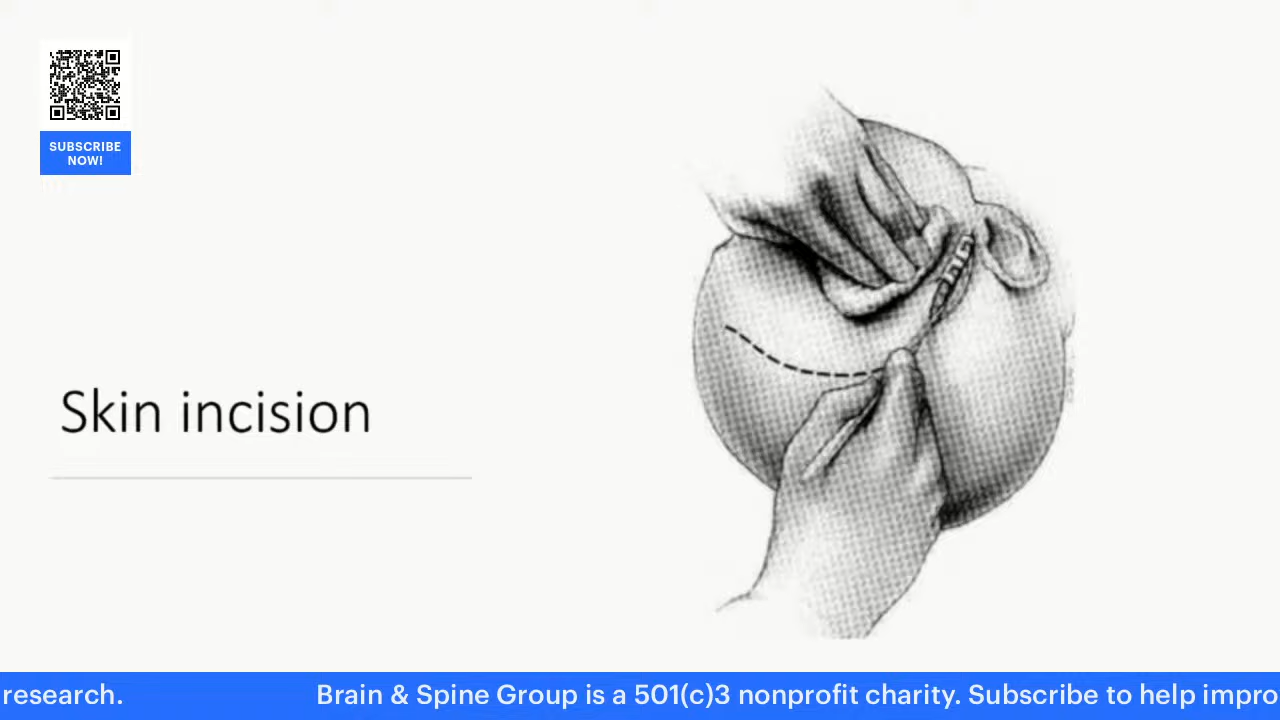 SUBSCRIBE
NOW!
Skin incision
research. Brain & Spine Group is a 501(c)3 nonprofit charity. Subscribe to help impro